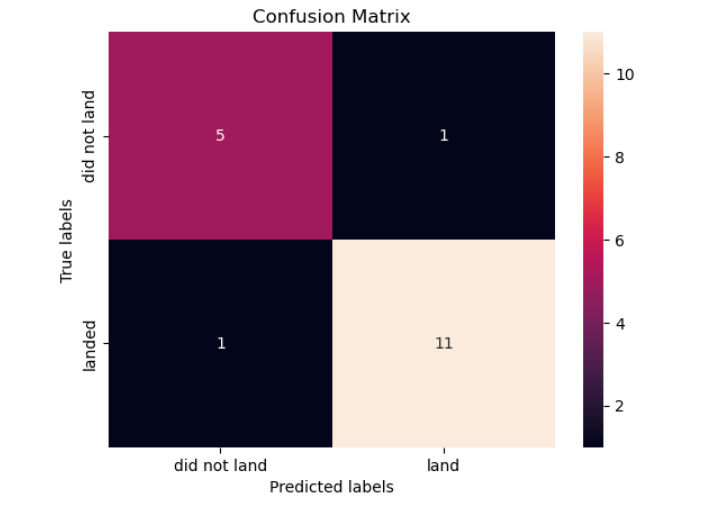 Confusion Matrix
True labels
did not land
5
1
landed
1
11
did not land
land
Predicted labels
10
8
6
4
2